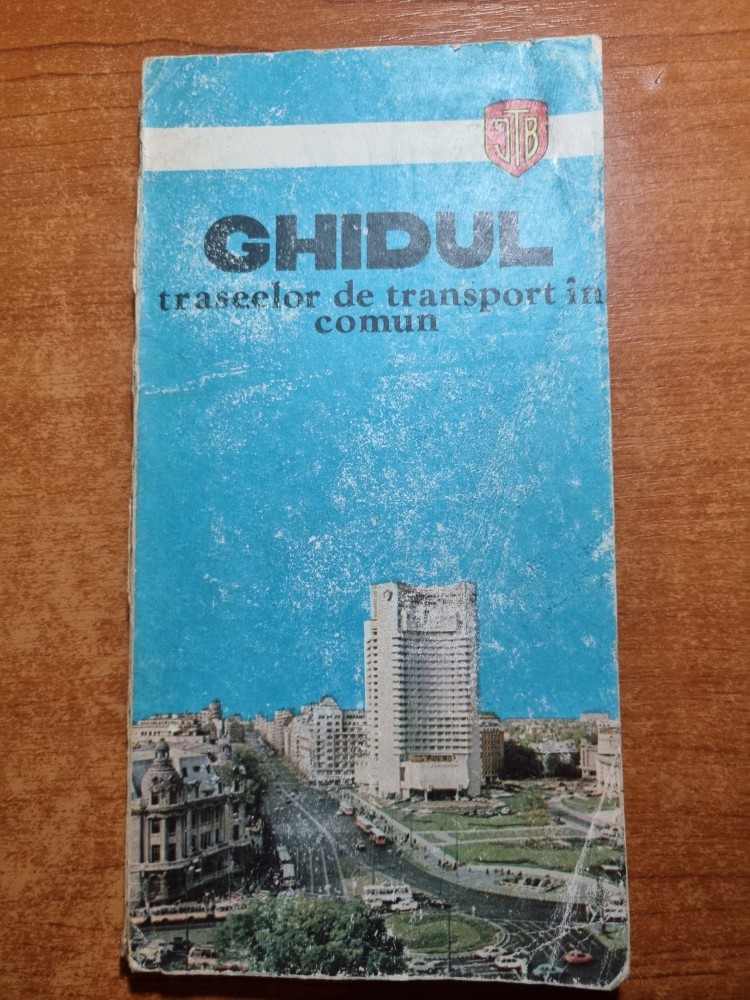 ITB
GHIDUL
traseelor de transport în
comun